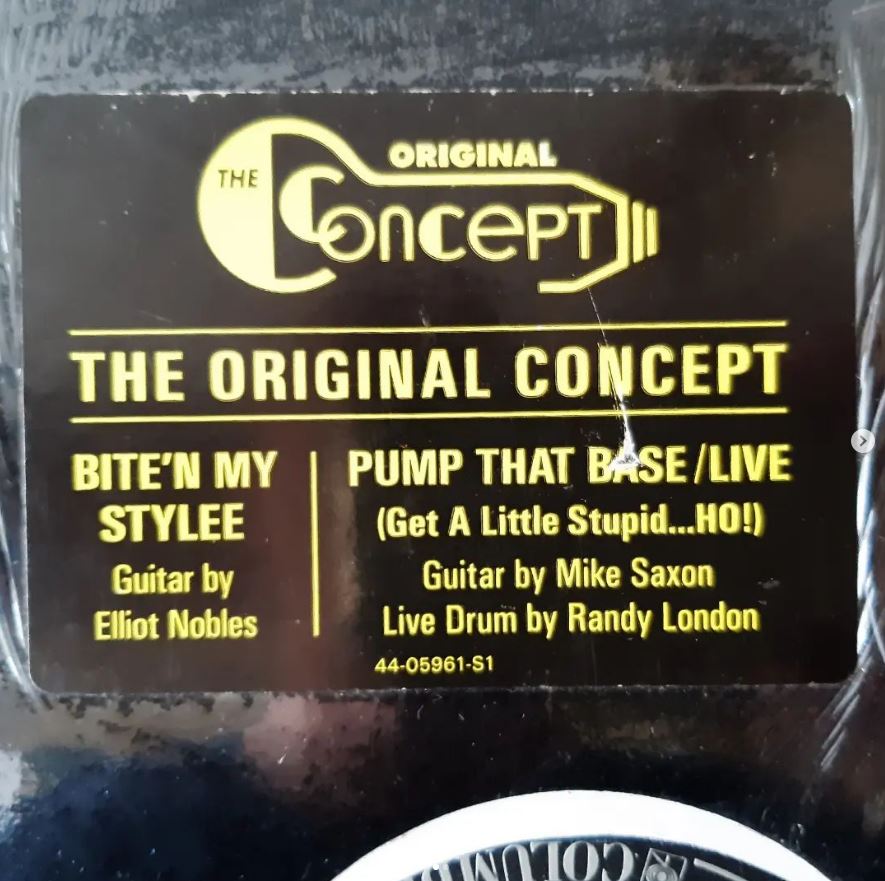 THE ORIGINAL
CONCEPT
THE ORIGINAL CONCEPT
BITE'N MY
STYLEE
Guitar by
Elliot Nobles
PUMP THAT BASE/LIVE
(Get A Little Stupid...HO!)
Guitar by Mike Saxon
Live Drum by Randy London
44-05961-S1